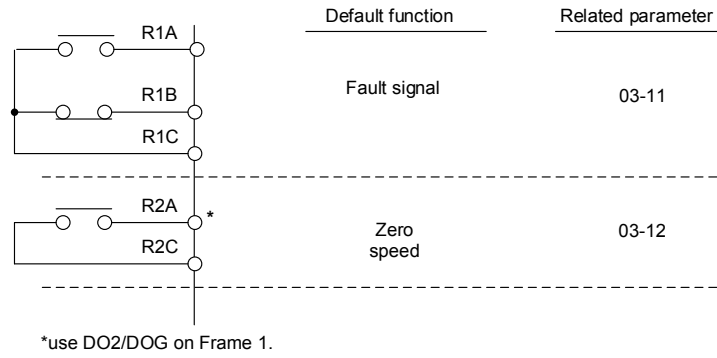 Default function
Related parameter
R1A
R1B
Fault signal
03-11
R1C
R2A
*
Zero
speed
03-12
R2C
*use DO2/DOG on Frame 1.